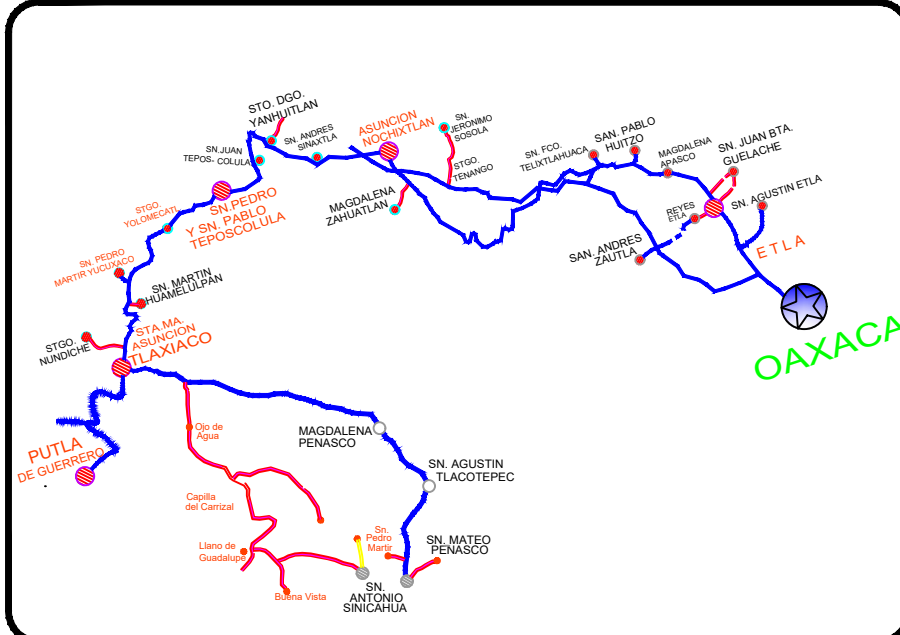 STO. DGO.
YANHUITLAN
SN. ANDRES
SINAXTLA
SN.JUAN
TEPOS- COLULA
ASUNCION
NOCHIXTLAN
SN.
JERONIMO
SOSOLA
STGO.
TENANGO
SN. FCO.
TELIXTLAHUACA
SAN. PABLO
HUITZO
MAGDALENA
APASCO
SN. JUAN BTA.
GUELACHE
SN. AGUSTIN ETLA
REYES
ETLA
SAN. ANDRES
ZAUTLA
ETLA
OAXACA
MAGDALENA
ZAHUATLAN
SN.PEDRO
Y SN. PABLO
TEPOSCOLULA
STGO.
YOLOMECATL
SN. PEDRO
MARTIR YUCUXACO
SN. MARTIN
HUAMELULPAN
STA.MA.
ASUNCION
TLAXIACO
STGO.
NUNDICHE
PUTLA
DE GUERRERO
Ojo de
Agua
MAGDALENA
PENASCO
SN. AGUSTIN
TLACOTEPEC
Capilla
del Carrizal
Llano de
Guadalupe
Buena Vista
Sn.
Pedro
Martir
SN. MATEO
PENASCO
SN.
ANTONIO
SINICAHUA